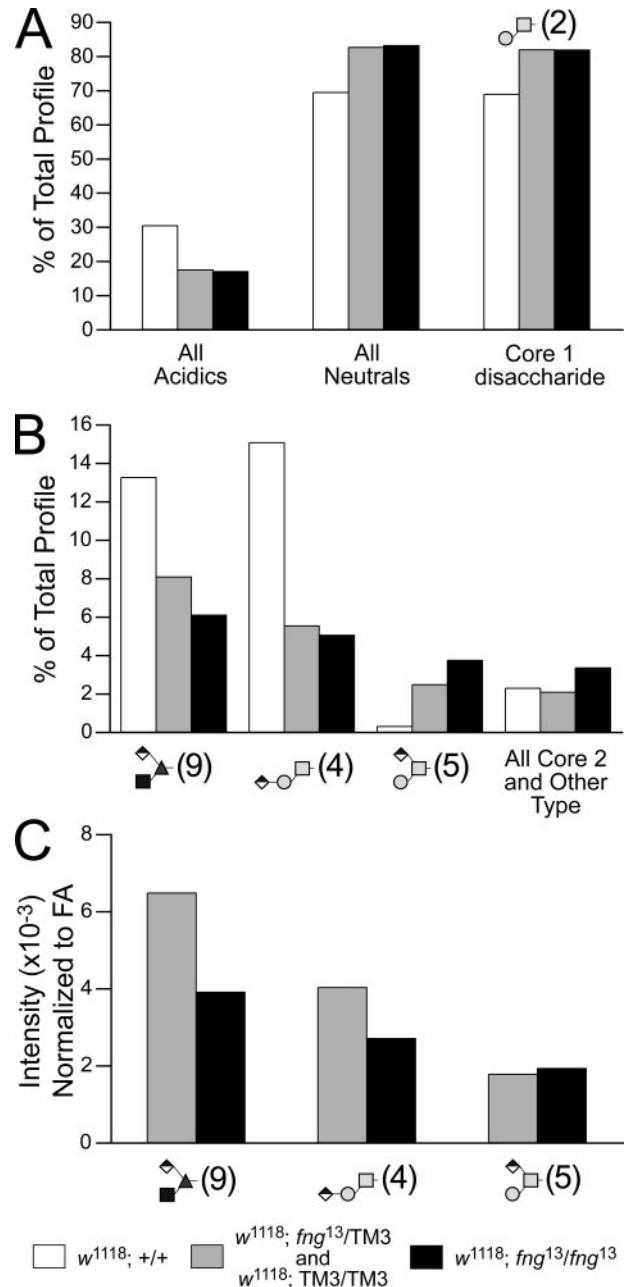 A
% of Total Profile
90
80
70
60
50
40
30
20
10
0
(2)
All
Acidics
All
Neutrals
Core 1
disaccharide
B
% of Total Profile
16
14
12
10
8
6
4
2
0
(9)
(4)
(5)
All Core 2
and Other
Type
C
Intensity (x10⁻³)
Normalized to FA
8
6
4
2
0
(9)
(4)
(5)
w¹¹¹⁸; +/+
w¹¹¹⁸; fng¹³/TM3
and
w¹¹¹⁸; TM3/TM3
w¹¹¹⁸; fng¹³/fng¹³